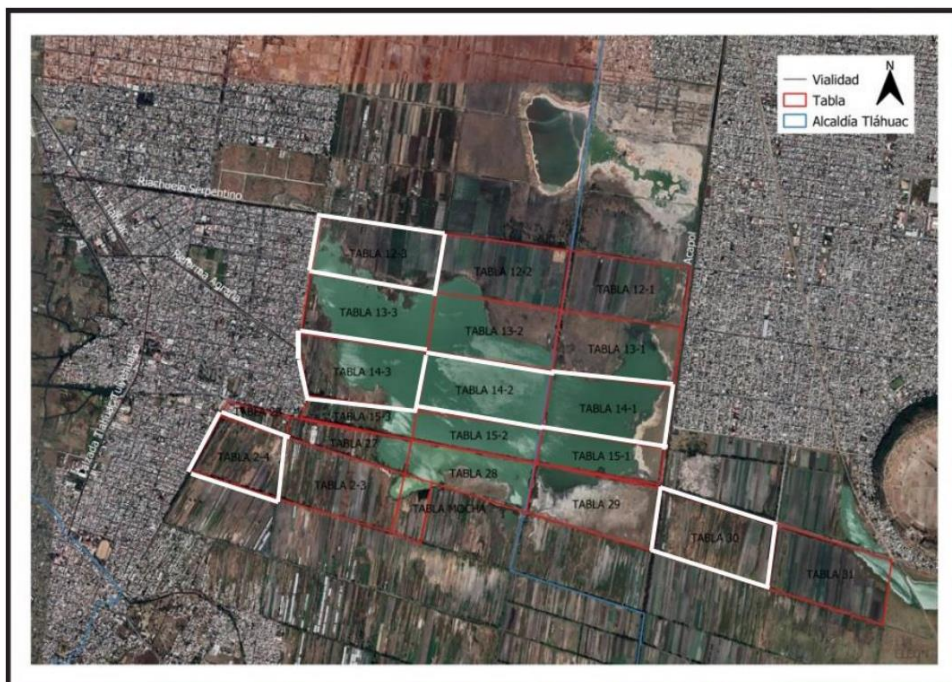 N
Vialidad
Tabla
Alcaldía Tláhuac
Riachuelo Serpentino
Acapol
Reforma Agraria
TABLA 12-3
TABLA 12-2
TABLA 12-1
TABLA 13-3
TABLA 13-2
TABLA 13-1
TABLA 14-3
TABLA 14-2
TABLA 14-1
TABLA 15-3
TABLA 15-2
TABLA 15-1
TABLA 27
TABLA 2-4
TABLA 2-3
TABLA 28
TABLA MOCHA
TABLA 29
TABLA 30
TABLA 31